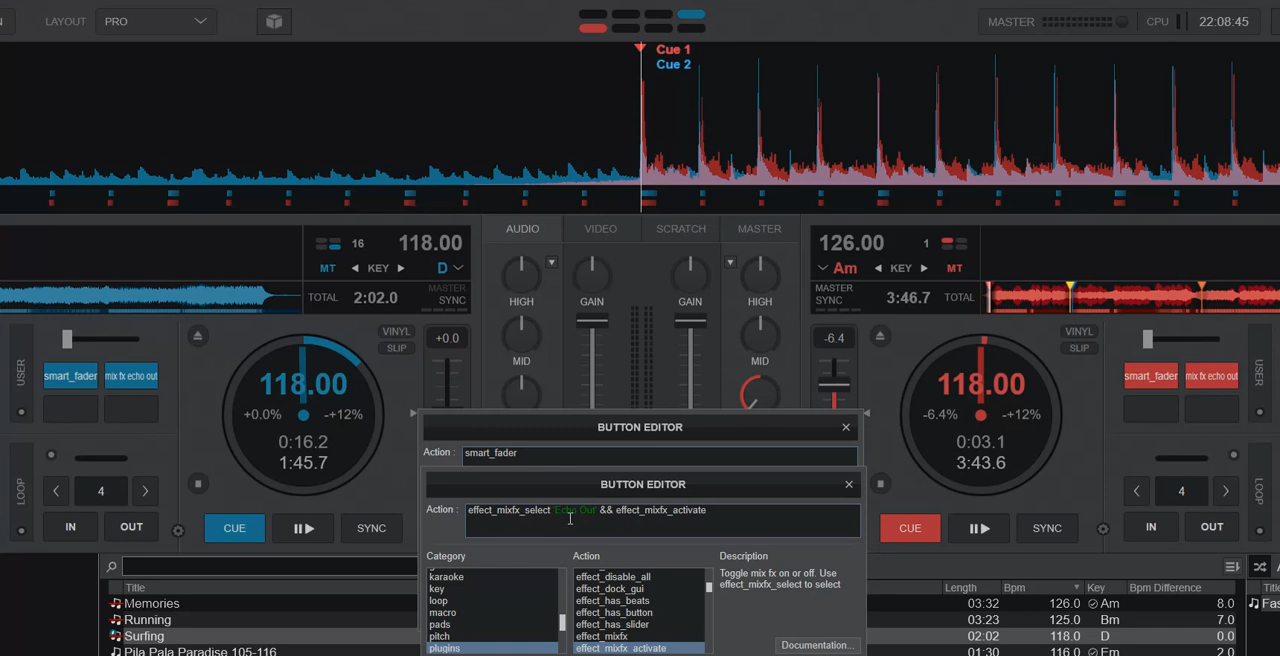 N
LAYOUT PRO
MASTER CPU 22:08:45
Cue 1
Cue 2
16 118.00
MT KEY D
TOTAL 2:02.0 MASTER SYNC
AUDIO VIDEO SCRATCH MASTER
126.00 1
Am KEY MT
MASTER SYNC 3:46.7 TOTAL
HIGH GAIN GAIN HIGH
MID MID
USER
smart_fader mix fx echo out
VINYL
SLIP
118.00
+0.0% -+12%
0:16.2
1:45.7
+0.0
-6.4
118.00
-6.4% -+12%
0:03.1
3:43.6
VINYL
SLIP
smart_fader mix fx echo out
USER
LOOP
4
IN OUT
CUE SYNC
CUE SYNC
4
IN OUT
LOOP
BUTTON EDITOR
Action : smart_fader
BUTTON EDITOR
Action : effect_mixfx_select 'Echo Out' && effect_mixfx_activate
Category Action Description
karaoke
key
loop
macro
pads
pitch
plugins
effect_disable_all
effect_dock_gui
effect_has_beats
effect_has_button
effect_has_slider
effect_mixfx
effect_mixfx_activate
Toggle mix fx on or off. Use
effect_mixfx_select to select
Documentation...
Title Length Bpm Key Bpm Difference
Memories 03:32 126.0 Am 8.0
Running 03:23 125.0 Bm 7.0
Surfing 02:02 118.0 D 0.0
Pila Pala Paradise 105-116 01:30 116.0 Em 2.0
Title
Fas